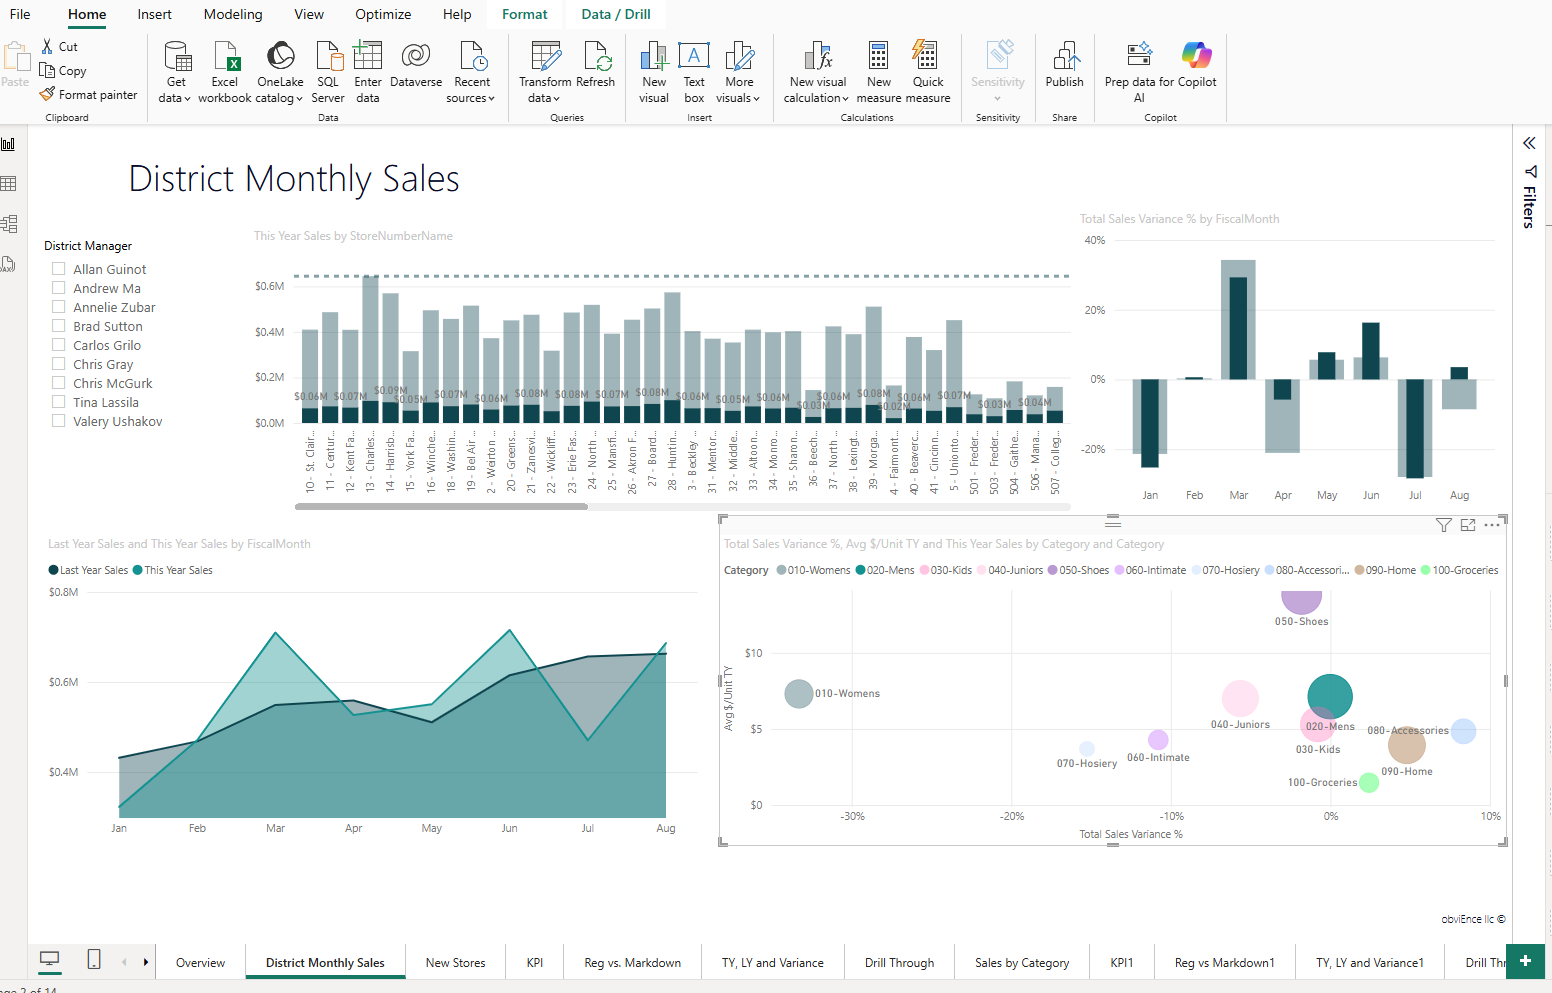 File Home Insert Modeling View Optimize Help Format Data / Drill
Paste
Cut
Copy
Format painter
Clipboard
Get data
Excel workbook
OneLake catalog
SQL Server
Enter data
Dataverse
Recent sources
Data
Transform data
Refresh
Queries
New visual
Text box
More visuals
Insert
New visual calculation
New measure
Quick measure
Calculations
Sensitivity
Sensitivity
Publish
Share
Prep data for AI
Copilot
Copilot
Filters
District Monthly Sales
District Manager
Allan Guinot
Andrew Ma
Annelie Zubar
Brad Sutton
Carlos Grilo
Chris Gray
Chris McGurk
Tina Lassila
Valery Ushakov
This Year Sales by StoreNumberName
$0.6M
$0.4M
$0.2M
$0.0M
$0.06M $0.07M $0.09M $0.05M $0.07M $0.06M $0.08M $0.08M $0.07M $0.08M $0.06M $0.05M $0.06M $0.03M $0.08M $0.02M $0.06M $0.07M $0.03M $0.04M
10 - St. Clair...
11 - Centur...
12 - Kent Fa...
13 - Charles...
14 - Harrisb...
15 - York Fa...
16 - Winche...
18 - Washin...
19 - Bel Air ...
2 - Weirton ...
20 - Greens...
21 - Zanesvi...
22 - Wickliff...
23 - Erie Fas...
24 - North ...
25 - Mansfi...
26 - Akron F...
27 - Board...
28 - Huntin...
3 - Beckley ...
31 - Mentor...
32 - Middle...
33 - Altoon...
34 - Monro...
35 - Sharon...
36 - Beech...
37 - North ...
38 - Lexingt...
39 - Morga...
4 - Fairmont...
40 - Beaverc...
41 - Cincinn...
5 - Unionto...
501 - Freder...
503 - Freder...
504 - Gaithe...
506 - Mana...
507 - Colleg...
Total Sales Variance % by FiscalMonth
40%
20%
0%
-20%
Jan Feb Mar Apr May Jun Jul Aug
Last Year Sales and This Year Sales by FiscalMonth
Last Year Sales This Year Sales
$0.8M
$0.6M
$0.4M
Jan Feb Mar Apr May Jun Jul Aug
Total Sales Variance %, Avg $/Unit TY and This Year Sales by Category and Category
Category 010-Womens 020-Mens 030-Kids 040-Juniors 050-Shoes 060-Intimate 070-Hosiery 080-Accessori... 090-Home 100-Groceries
Avg $/Unit TY
$10
$5
$0
050-Shoes
010-Womens
040-Juniors
020-Mens
080-Accessories
030-Kids
060-Intimate
070-Hosiery
090-Home
100-Groceries
-30% -20% -10% 0% 10%
Total Sales Variance %
obviEnce llc ©
Overview District Monthly Sales New Stores KPI Reg vs. Markdown TY, LY and Variance Drill Through Sales by Category KPI1 Reg vs Markdown1 TY, LY and Variance1 Drill Thr